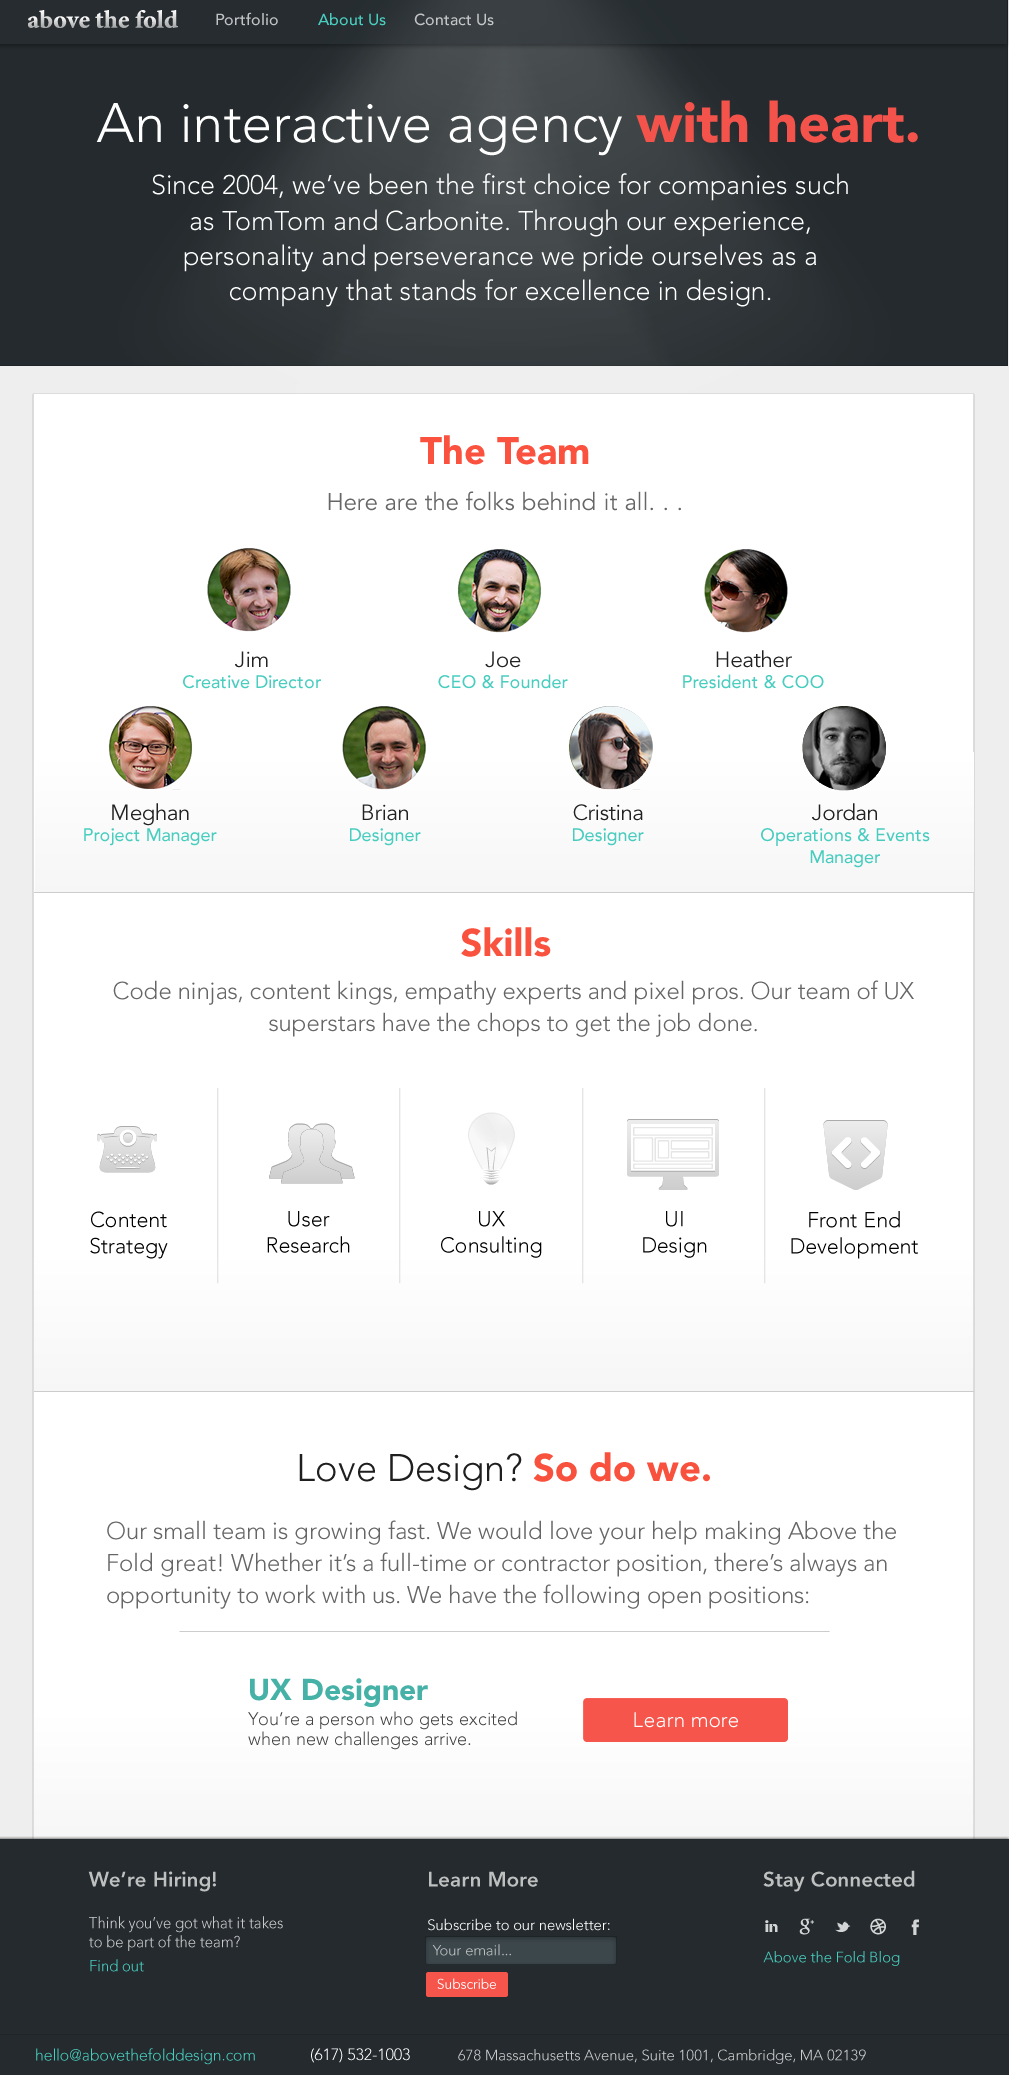 above the fold
Portfolio
About Us
Contact Us
An interactive agency with heart.
Since 2004, we've been the first choice for companies such
as TomTom and Carbonite. Through our experience,
personality and perseverance we pride ourselves as a
company that stands for excellence in design.
The Team
Here are the folks behind it all. . .
Jim
Creative Director
Joe
CEO & Founder
Heather
President & COO
Meghan
Project Manager
Brian
Designer
Cristina
Designer
Jordan
Operations & Events
Manager
Skills
Code ninjas, content kings, empathy experts and pixel pros. Our team of UX
superstars have the chops to get the job done.
Content
Strategy
User
Research
UX
Consulting
UI
Design
Front End
Development
Love Design? So do we.
Our small team is growing fast. We would love your help making Above the
Fold great! Whether it's a full-time or contractor position, there's always an
opportunity to work with us. We have the following open positions:
UX Designer
You're a person who gets excited
when new challenges arrive.
Learn more
We're Hiring!
Think you've got what it takes
to be part of the team?
Find out
Learn More
Subscribe to our newsletter:
Your email...
Subscribe
Stay Connected
Above the Fold Blog
hello@abovethefolddesign.com
(617) 532-1003
678 Massachusetts Avenue, Suite 1001, Cambridge, MA 02139